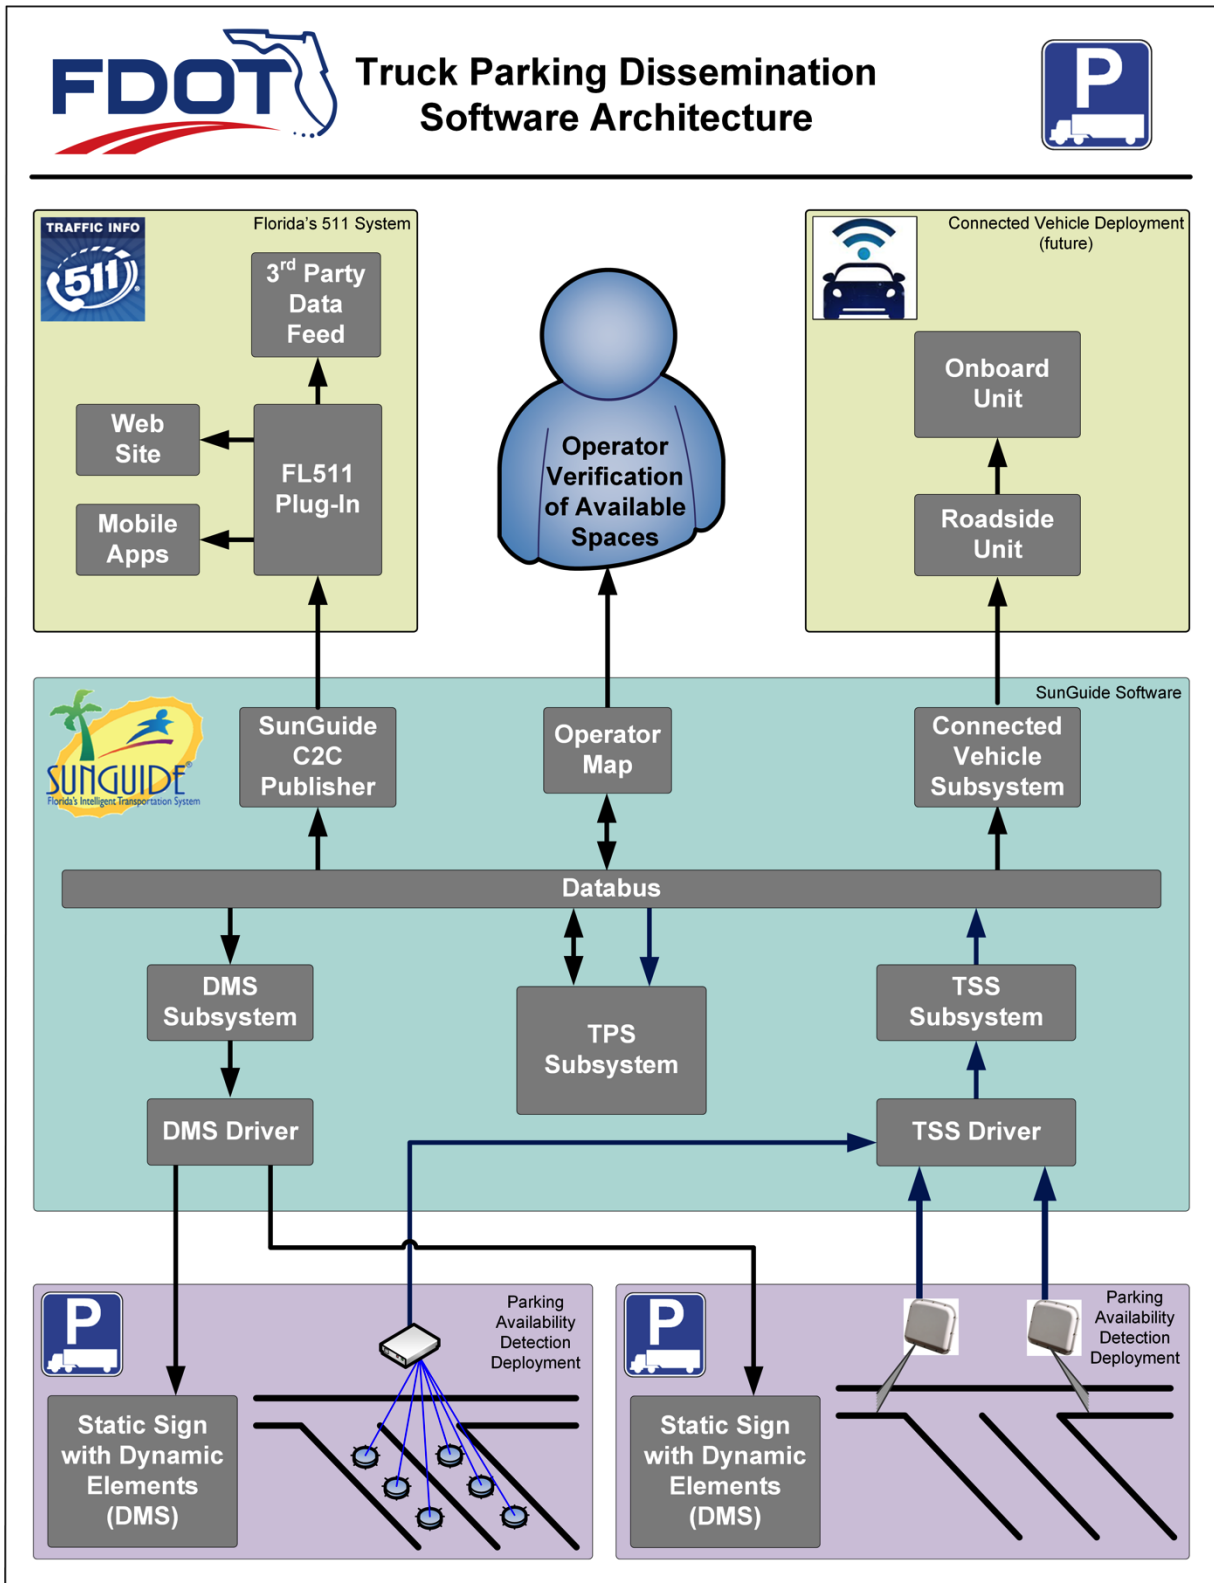 FDOT
Truck Parking Dissemination
Software Architecture
P
TRAFFIC INFO
511
Florida's 511 System
3rd Party
Data
Feed
Web
Site
FL511
Plug-In
Mobile
Apps
Operator
Verification
of Available
Spaces
Connected Vehicle Deployment
(future)
Onboard
Unit
Roadside
Unit
SunGuide Software
SUNGUIDE®
Florida's Intelligent Transportation System
SunGuide
C2C
Publisher
Operator
Map
Connected
Vehicle
Subsystem
Databus
DMS
Subsystem
TPS
Subsystem
TSS
Subsystem
DMS Driver
TSS Driver
P
Parking
Availability
Detection
Deployment
Static Sign
with Dynamic
Elements
(DMS)
P
Parking
Availability
Detection
Deployment
Static Sign
with Dynamic
Elements
(DMS)